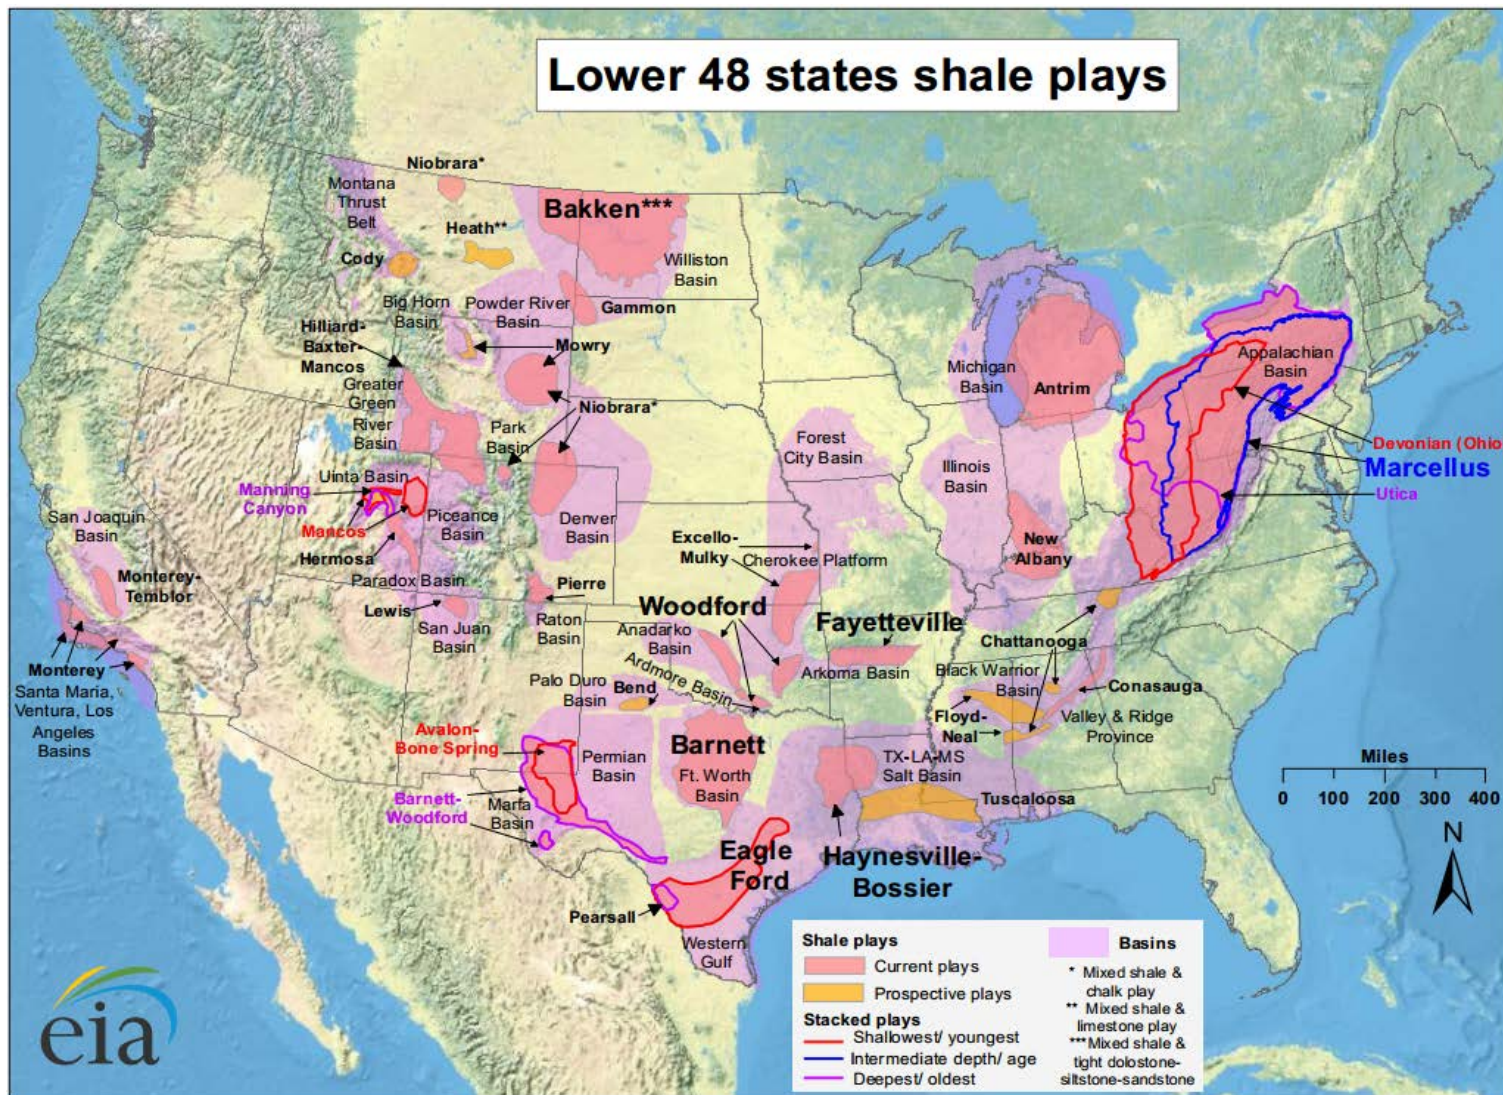 Lower 48 states shale plays
Niobrara*
Montana
Thrust
Belt
Bakken***
Heath**
Cody
Williston
Basin
Big Horn
Basin
Powder River
Basin
Gammon
Hilliard-
Baxter-
Mancos
Mowry
Greater
Green
River
Basin
Niobrara*
Park
Basin
Michigan
Basin
Antrim
Appalachian
Basin
Devonian (Ohio
Marcellus
Utica
Forest
City Basin
Illinois
Basin
Uinta Basin
Manning
Canyon
Mancos
Piceance
Basin
Denver
Basin
San Joaquin
Basin
Hermosa
Paradox Basin
Excello-
Mulky
Cherokee Platform
New
Albany
Monterey-
Temblor
Lewis
San Juan
Basin
Pierre
Raton
Basin
Woodford
Anadarko
Basin
Fayetteville
Arkoma Basin
Chattanooga
Black Warrior
Basin
Conasauga
Monterey
Santa Maria,
Ventura, Los
Angeles
Basins
Palo Duro
Basin
Bend
Ardmore Basin
Floyd-
Neal
Valley & Ridge
Province
Avalon-
Bone Spring
Permian
Basin
Barnett
Ft. Worth
Basin
TX-LA-MS
Salt Basin
Tuscaloosa
Barnett-
Woodford
Marfa
Basin
Eagle
Ford
Haynesville-
Bossier
Pearsall
Western
Gulf
Miles
0 100 200 300 400
N
Shale plays
Current plays
Prospective plays
Stacked plays
Shallowest/ youngest
Intermediate depth/ age
Deepest/ oldest
Basins
* Mixed shale &
chalk play
** Mixed shale &
limestone play
***Mixed shale &
tight dolostone-
siltstone-sandstone
eia